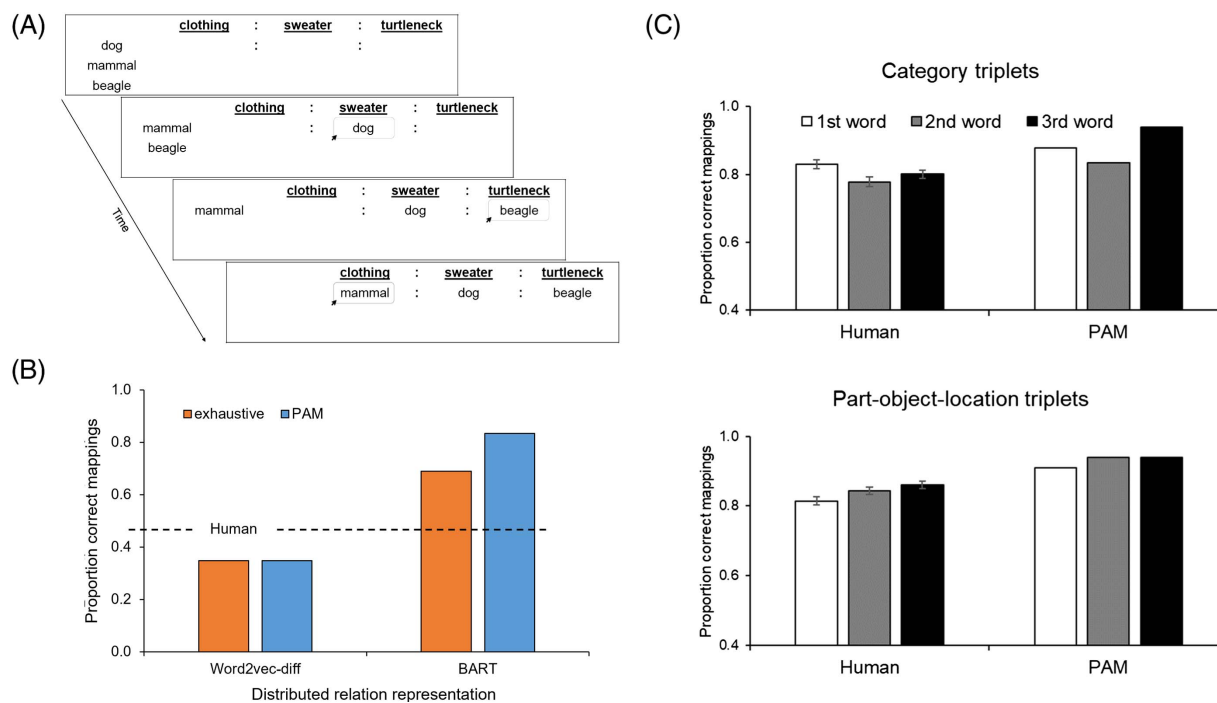 (A)
clothing : sweater : turtleneck
dog : :
mammal
beagle
clothing : sweater : turtleneck
mammal : dog :
beagle
clothing : sweater : turtleneck
mammal : dog : beagle
clothing : sweater : turtleneck
mammal : dog : beagle
Time
(B)
1.0
0.8
0.6
0.4
0.2
0.0
Proportion correct mappings
exhaustive PAM
Human
Word2vec-diff BART
Distributed relation representation
(C)
Category triplets
1.0
0.8
0.6
0.4
Proportion correct mappings
1st word 2nd word 3rd word
Human PAM
Part-object-location triplets
1.0
0.8
0.6
0.4
Proportion correct mappings
Human PAM